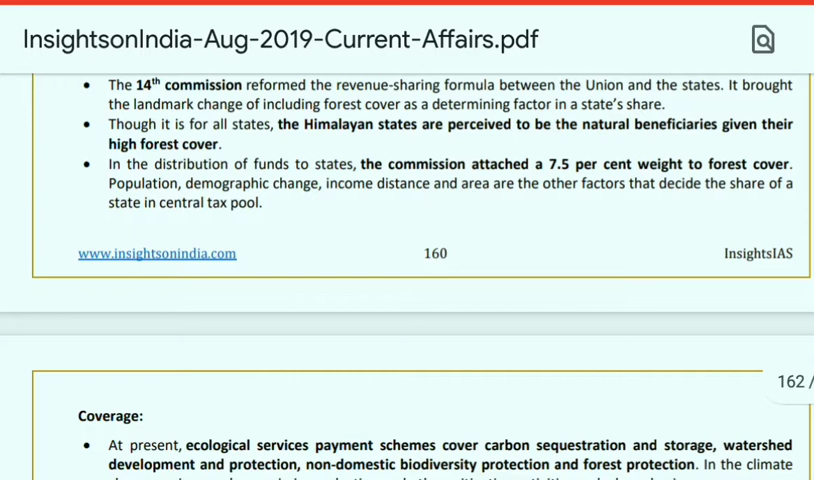 InsightsonIndia-Aug-2019-Current-Affairs.pdf
• The 14th commission reformed the revenue-sharing formula between the Union and the states. It brought
the landmark change of including forest cover as a determining factor in a state's share.
• Though it is for all states, the Himalayan states are perceived to be the natural beneficiaries given their
high forest cover.
• In the distribution of funds to states, the commission attached a 7.5 per cent weight to forest cover.
Population, demographic change, income distance and area are the other factors that decide the share of a
state in central tax pool.
www.insightsonindia.com 160 InsightsIAS
162 /
Coverage:
• At present, ecological services payment schemes cover carbon sequestration and storage, watershed
development and protection, non-domestic biodiversity protection and forest protection. In the climate